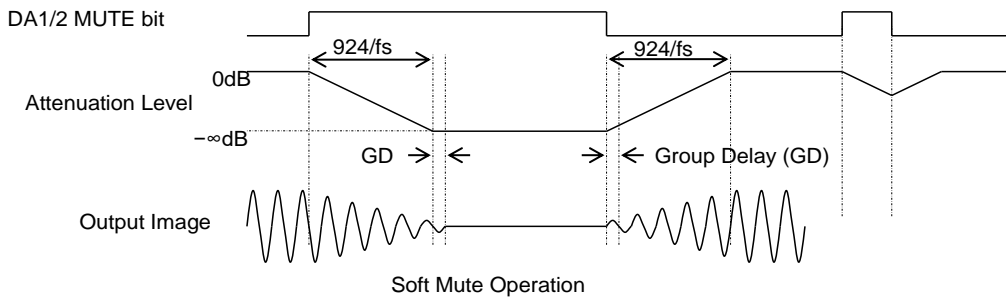 DA1/2 MUTE bit
924/fs
924/fs
0dB
Attenuation Level
−∞dB
GD
Group Delay (GD)
Output Image
Soft Mute Operation